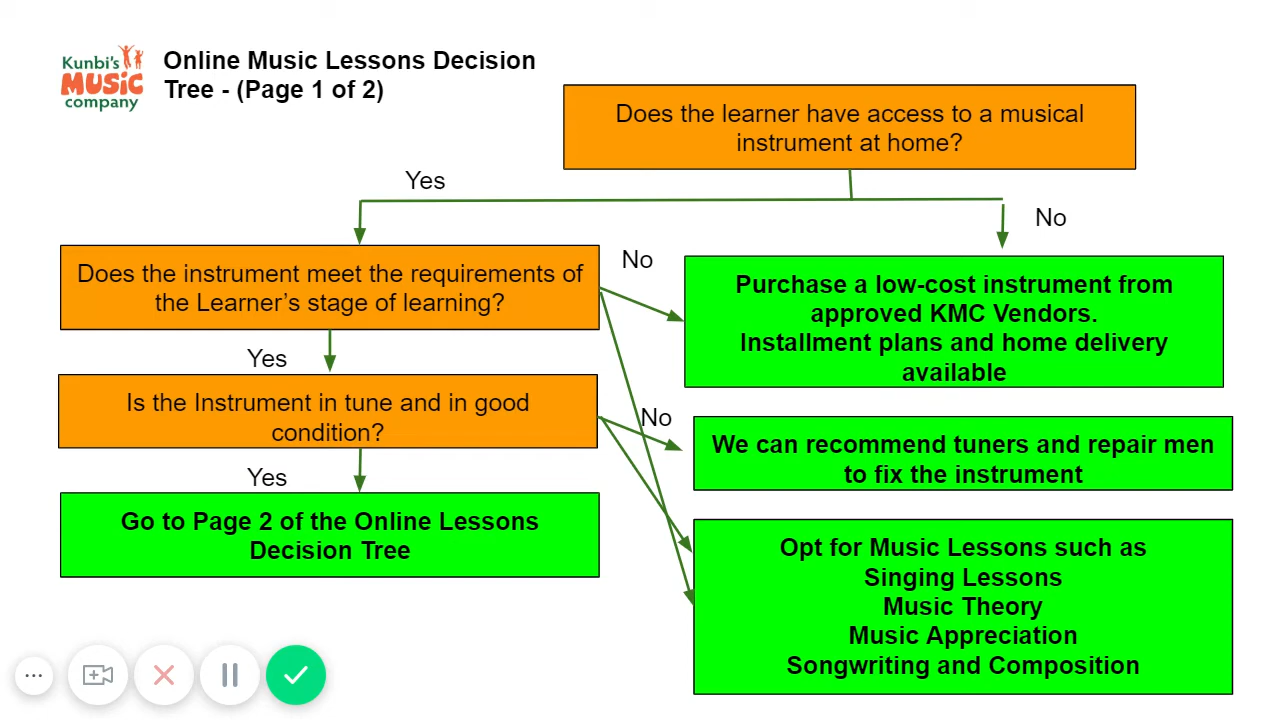 Kunbi's
MUSIC
company
Online Music Lessons Decision
Tree - (Page 1 of 2)
Does the learner have access to a musical
instrument at home?
Yes
No
Does the instrument meet the requirements of
the Learner’s stage of learning?
No
Purchase a low-cost instrument from
approved KMC Vendors.
Installment plans and home delivery
available
Yes
Is the Instrument in tune and in good
condition?
No
We can recommend tuners and repair men
to fix the instrument
Yes
Go to Page 2 of the Online Lessons
Decision Tree
Opt for Music Lessons such as
Singing Lessons
Music Theory
Music Appreciation
Songwriting and Composition